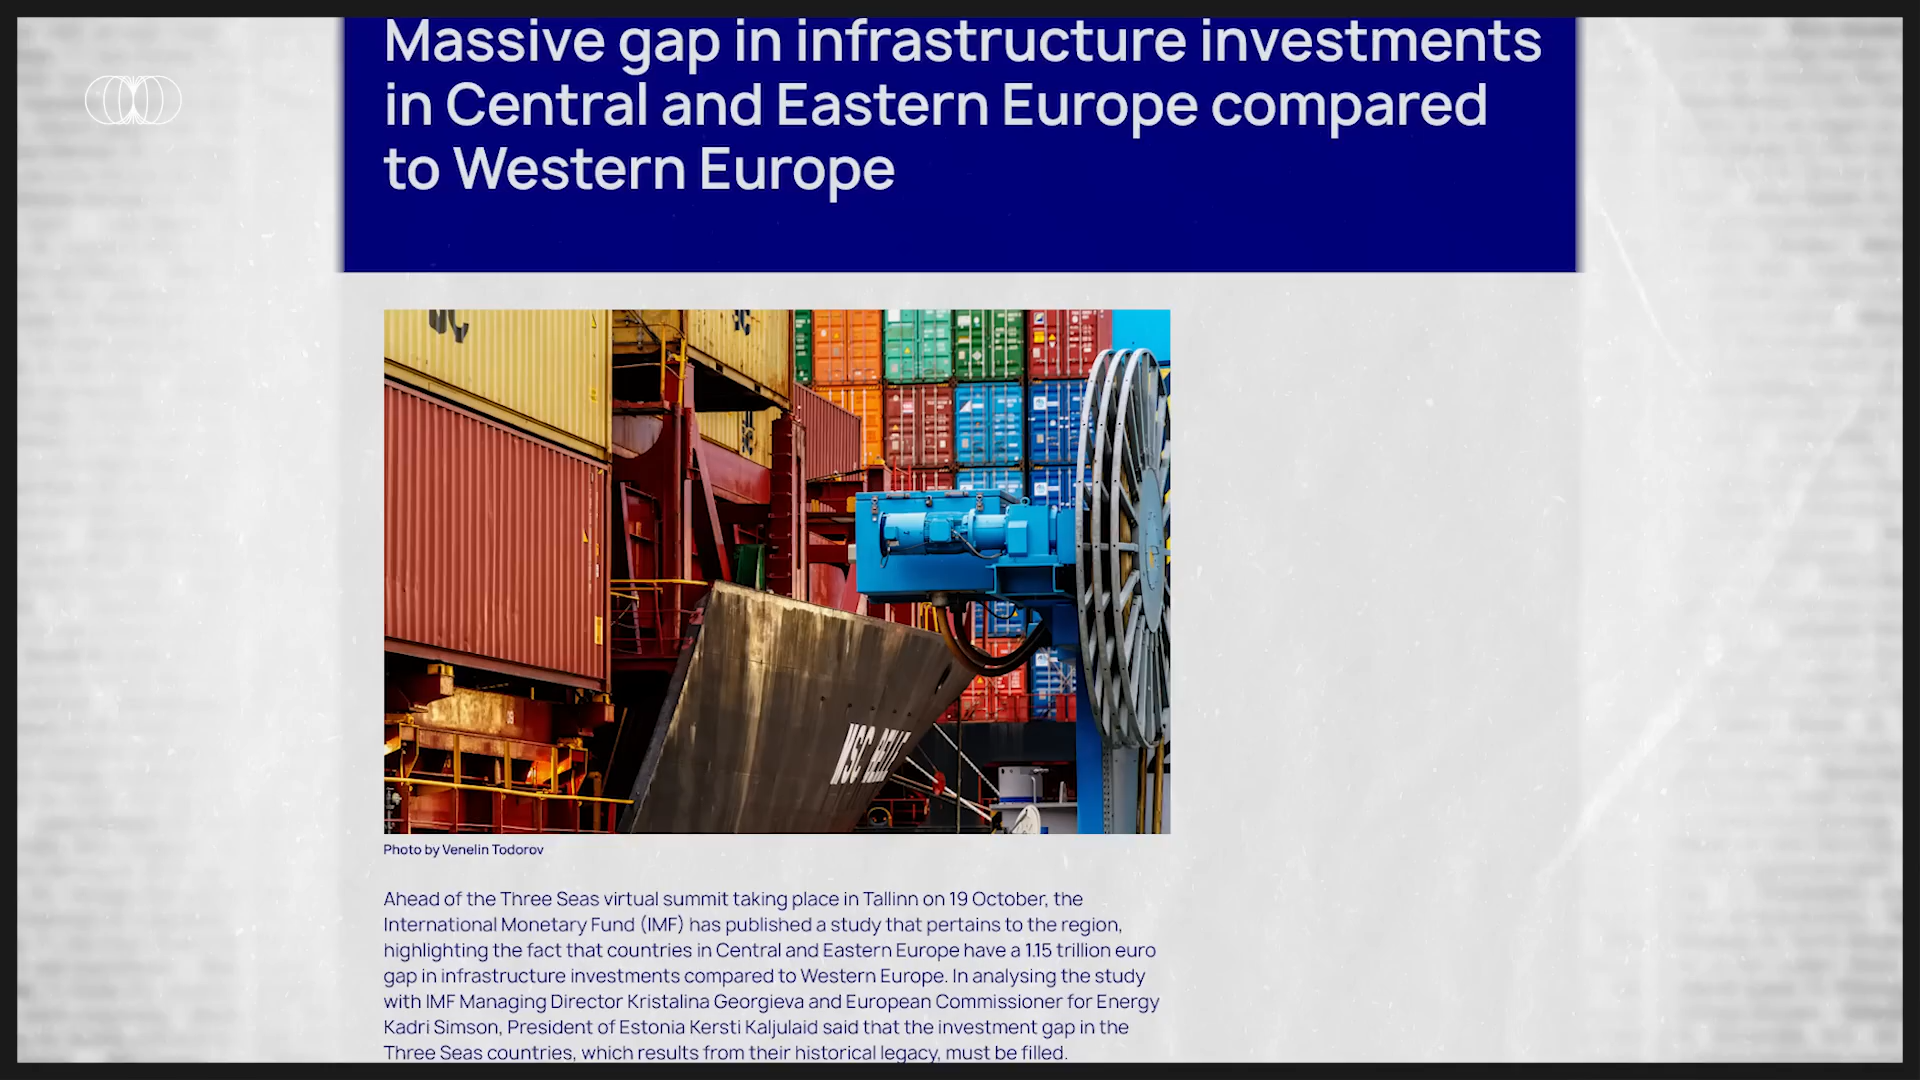 Massive gap in infrastructure investments
in Central and Eastern Europe compared
to Western Europe
MSC BELLE
Photo by Venelin Todorov
Ahead of the Three Seas virtual summit taking place in Tallinn on 19 October, the
International Monetary Fund (IMF) has published a study that pertains to the region,
highlighting the fact that countries in Central and Eastern Europe have a 1.15 trillion euro
gap in infrastructure investments compared to Western Europe. In analysing the study
with IMF Managing Director Kristalina Georgieva and European Commissioner for Energy
Kadri Simson, President of Estonia Kersti Kaljulaid said that the investment gap in the
Three Seas countries, which results from their historical legacy, must be filled.